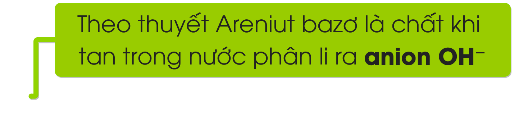 Theo thuyết Areniut bazơ là chất khi
tan trong nước phân li ra anion OH⁻